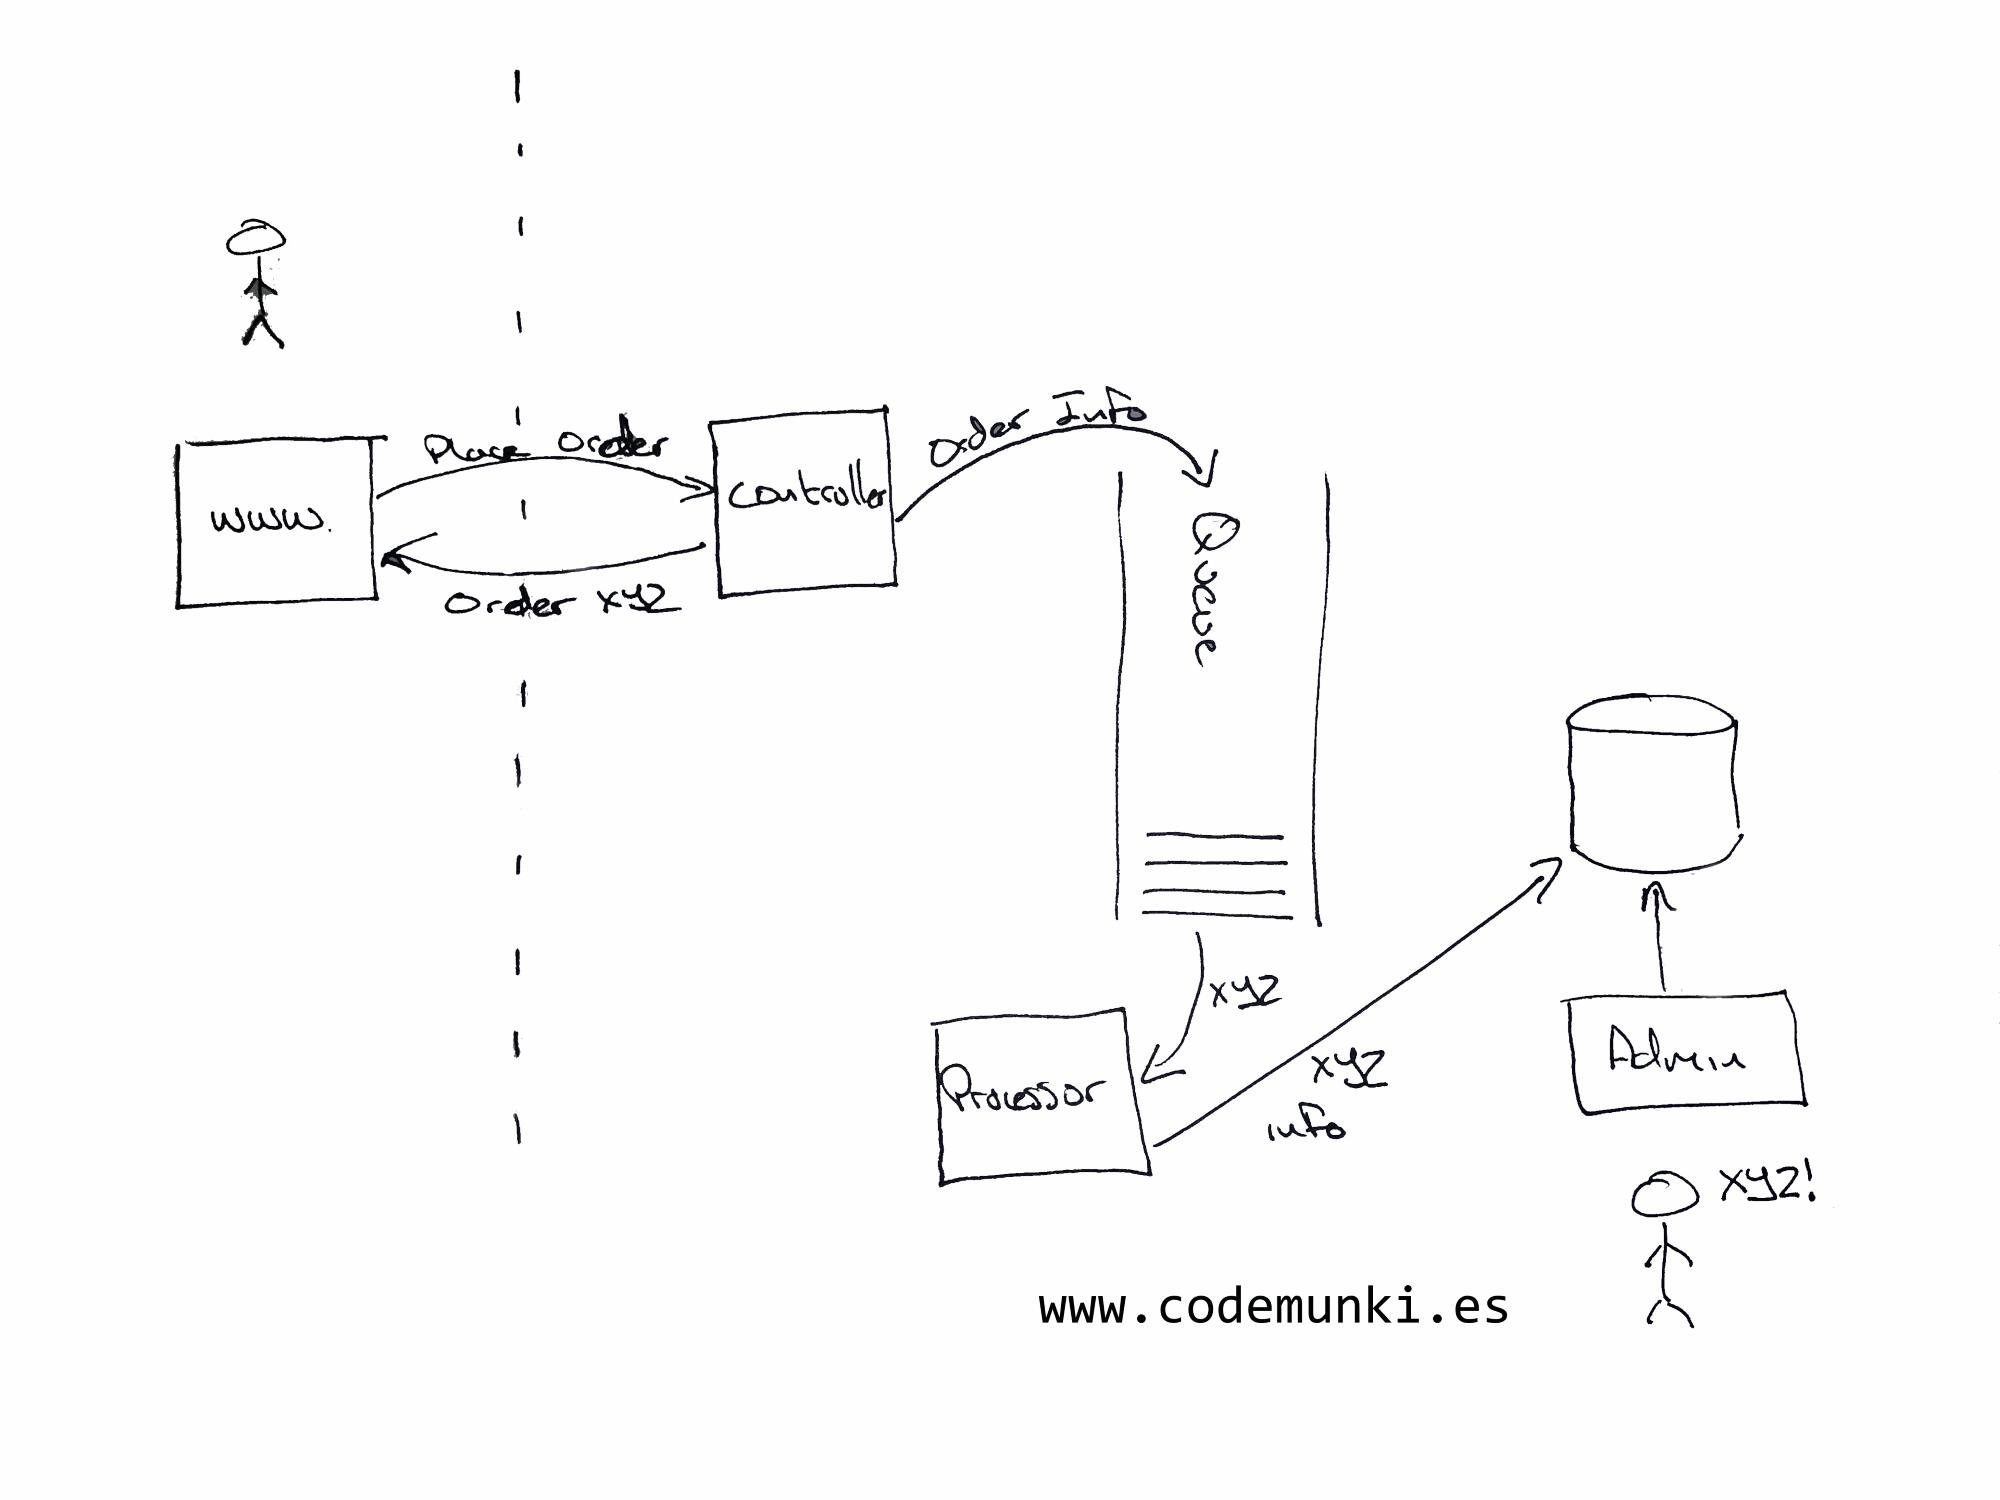 Place Order
www.
Controller
Order xyz
Order Info
Queue
xyz
Processor
xyz
info
Admin
xyz!
www.codemunki.es